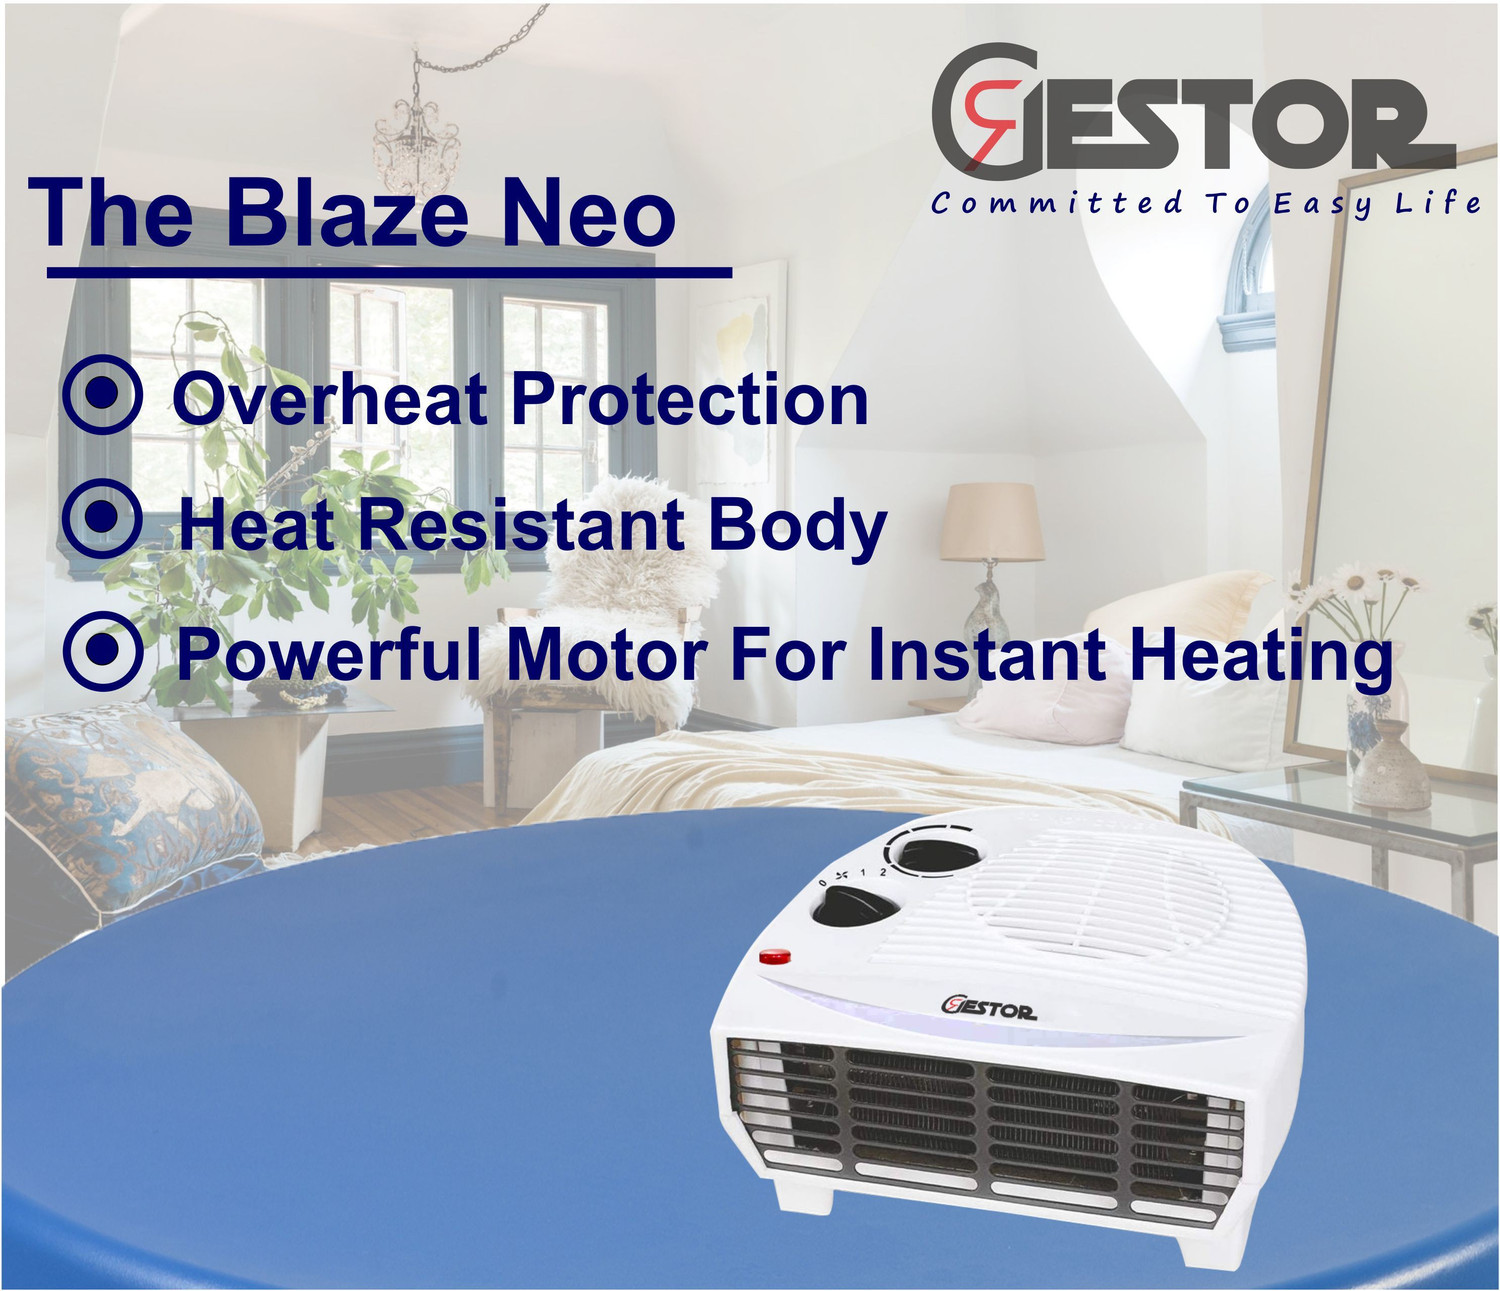 GESTOR
Committed To Easy Life
The Blaze Neo
Overheat Protection
Heat Resistant Body
Powerful Motor For Instant Heating
0 1 2
GESTOR